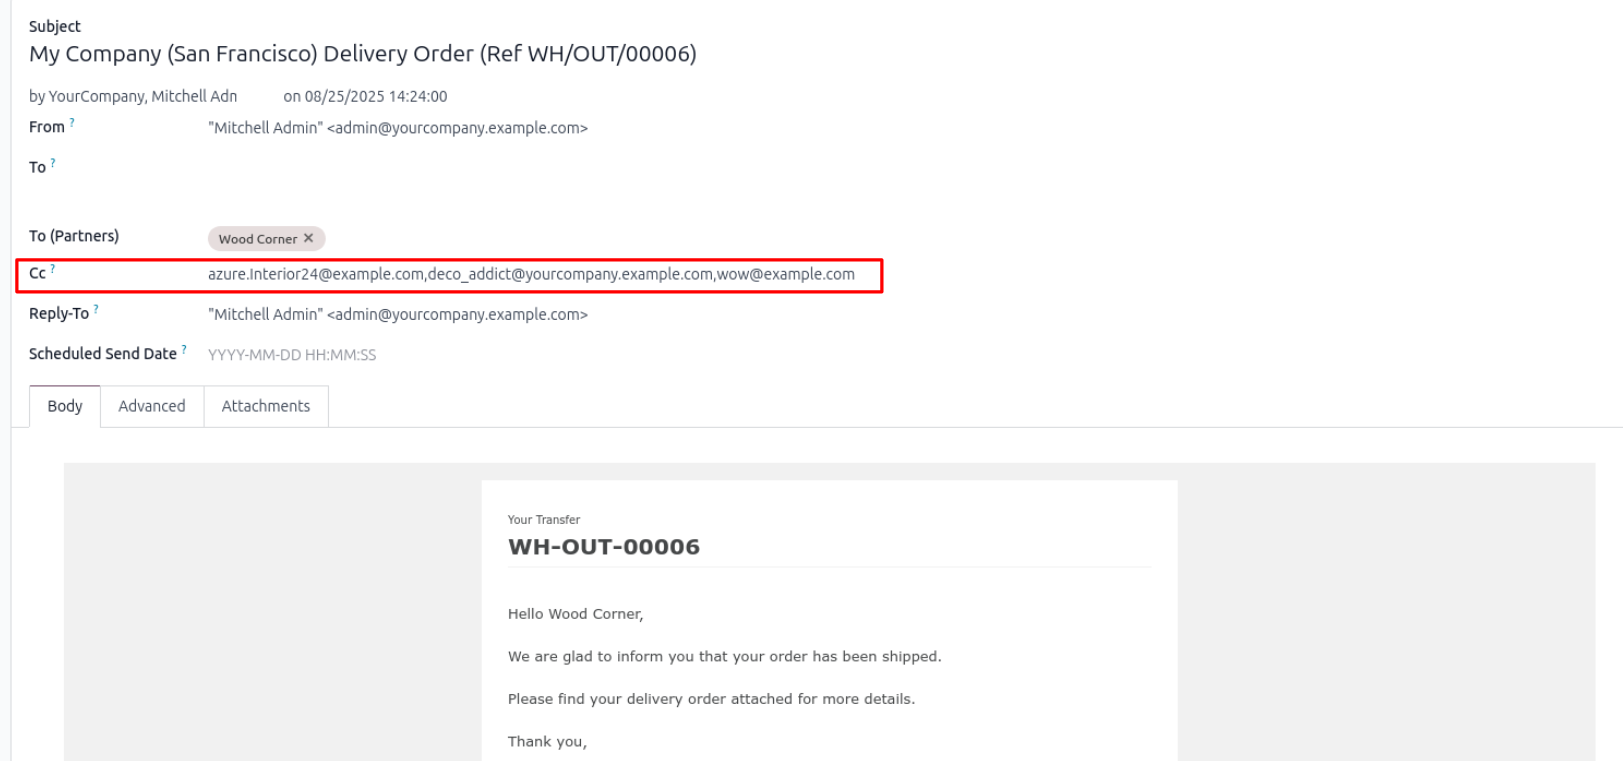 Subject
My Company (San Francisco) Delivery Order (Ref WH/OUT/00006)
by YourCompany, Mitchell Adn on 08/25/2025 14:24:00
From ? "Mitchell Admin" <admin@yourcompany.example.com>
To ?
To (Partners) Wood Corner ✕
Cc ? azure.Interior24@example.com,deco_addict@yourcompany.example.com,wow@example.com
Reply-To ? "Mitchell Admin" <admin@yourcompany.example.com>
Scheduled Send Date ? YYYY-MM-DD HH:MM:SS
Body Advanced Attachments
Your Transfer
WH-OUT-00006
Hello Wood Corner,
We are glad to inform you that your order has been shipped.
Please find your delivery order attached for more details.
Thank you,